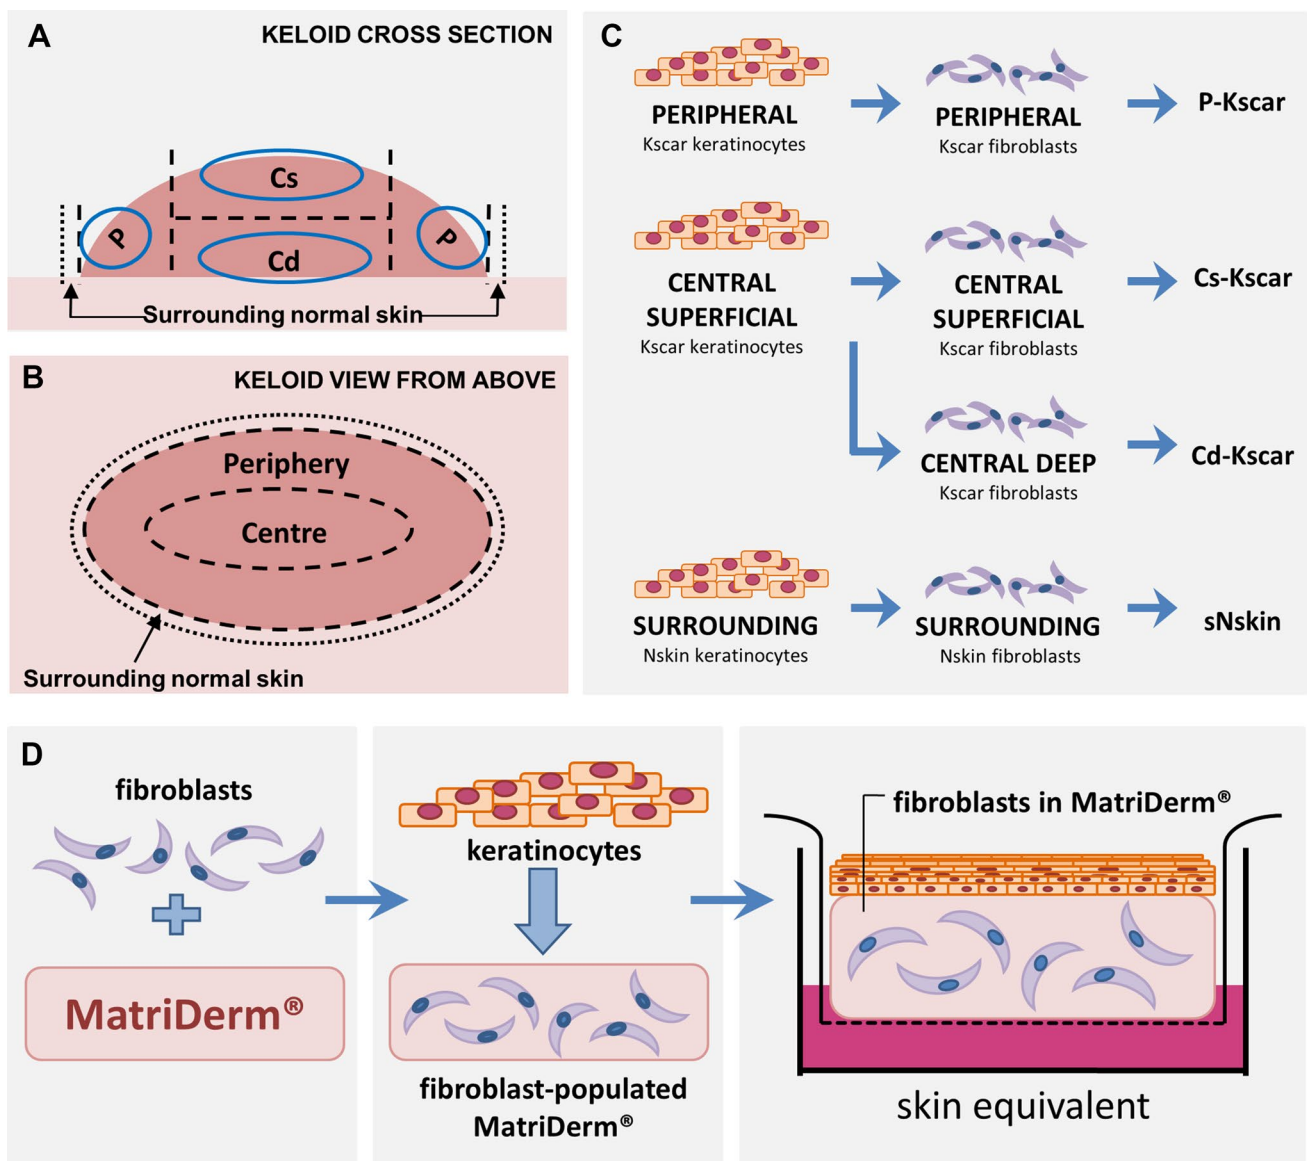 A
KELOID CROSS SECTION
Cs
P
P
Cd
Surrounding normal skin
B
KELOID VIEW FROM ABOVE
Periphery
Centre
Surrounding normal skin
C
PERIPHERAL
Kscar keratinocytes
PERIPHERAL
Kscar fibroblasts
P-Kscar
CENTRAL
SUPERFICIAL
Kscar keratinocytes
CENTRAL
SUPERFICIAL
Kscar fibroblasts
Cs-Kscar
CENTRAL DEEP
Kscar fibroblasts
Cd-Kscar
SURROUNDING
Nskin keratinocytes
SURROUNDING
Nskin fibroblasts
sNskin
D
fibroblasts
MatriDerm®
keratinocytes
fibroblast-populated
MatriDerm®
fibroblasts in MatriDerm®
skin equivalent